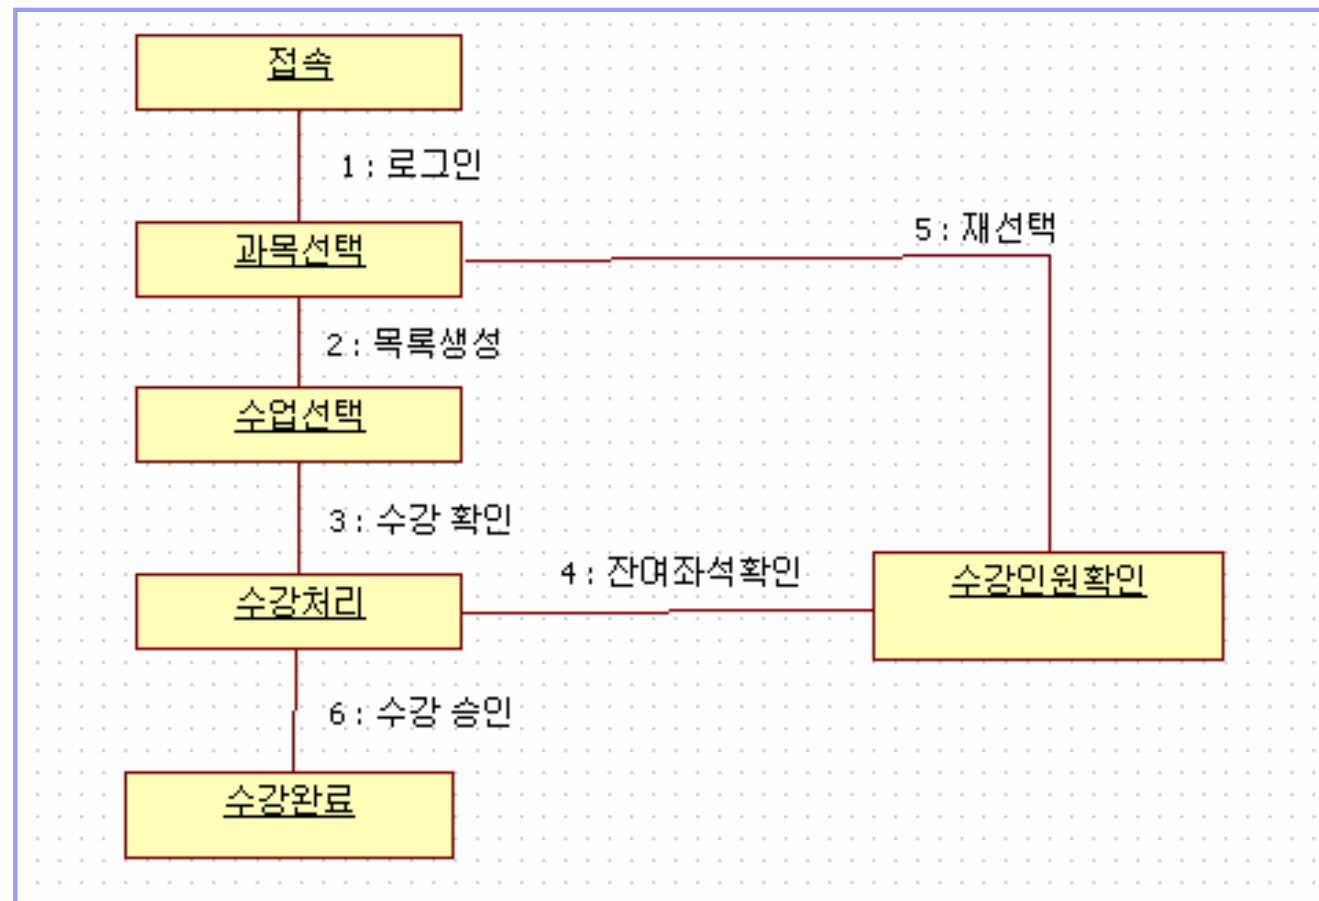 접속
1 : 로그인
5 : 재선택
과목선택
2 : 목록생성
수업선택
3 : 수강 확인
4 : 잔여좌석확인
수강인원확인
수강처리
6 : 수강 승인
수강완료